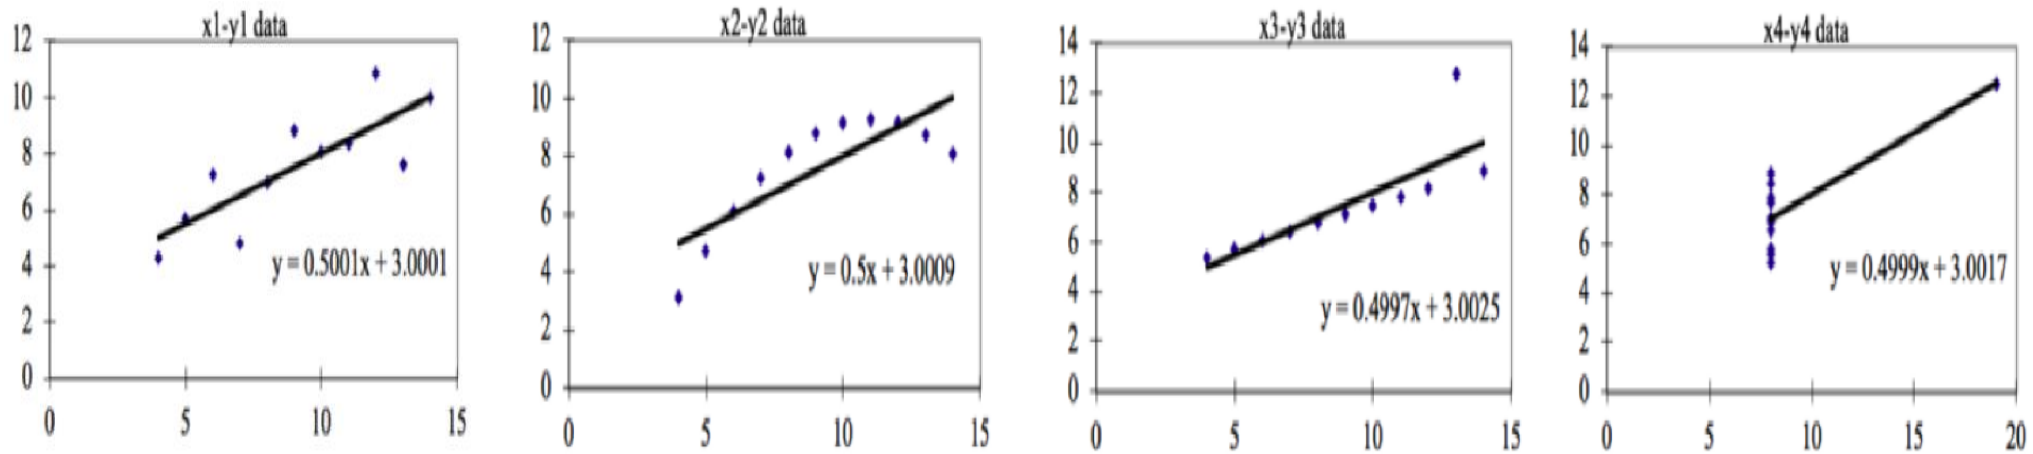 x1-y1 data
12
10
8
6
4
2
0
0 5 10 15
y = 0.5001x + 3.0001
x2-y2 data
12
10
8
6
4
2
0
0 5 10 15
y = 0.5x + 3.0009
x3-y3 data
14
12
10
8
6
4
2
0
0 5 10 15
y = 0.4997x + 3.0025
x4-y4 data
14
12
10
8
6
4
2
0
0 5 10 15 20
y = 0.4999x + 3.0017